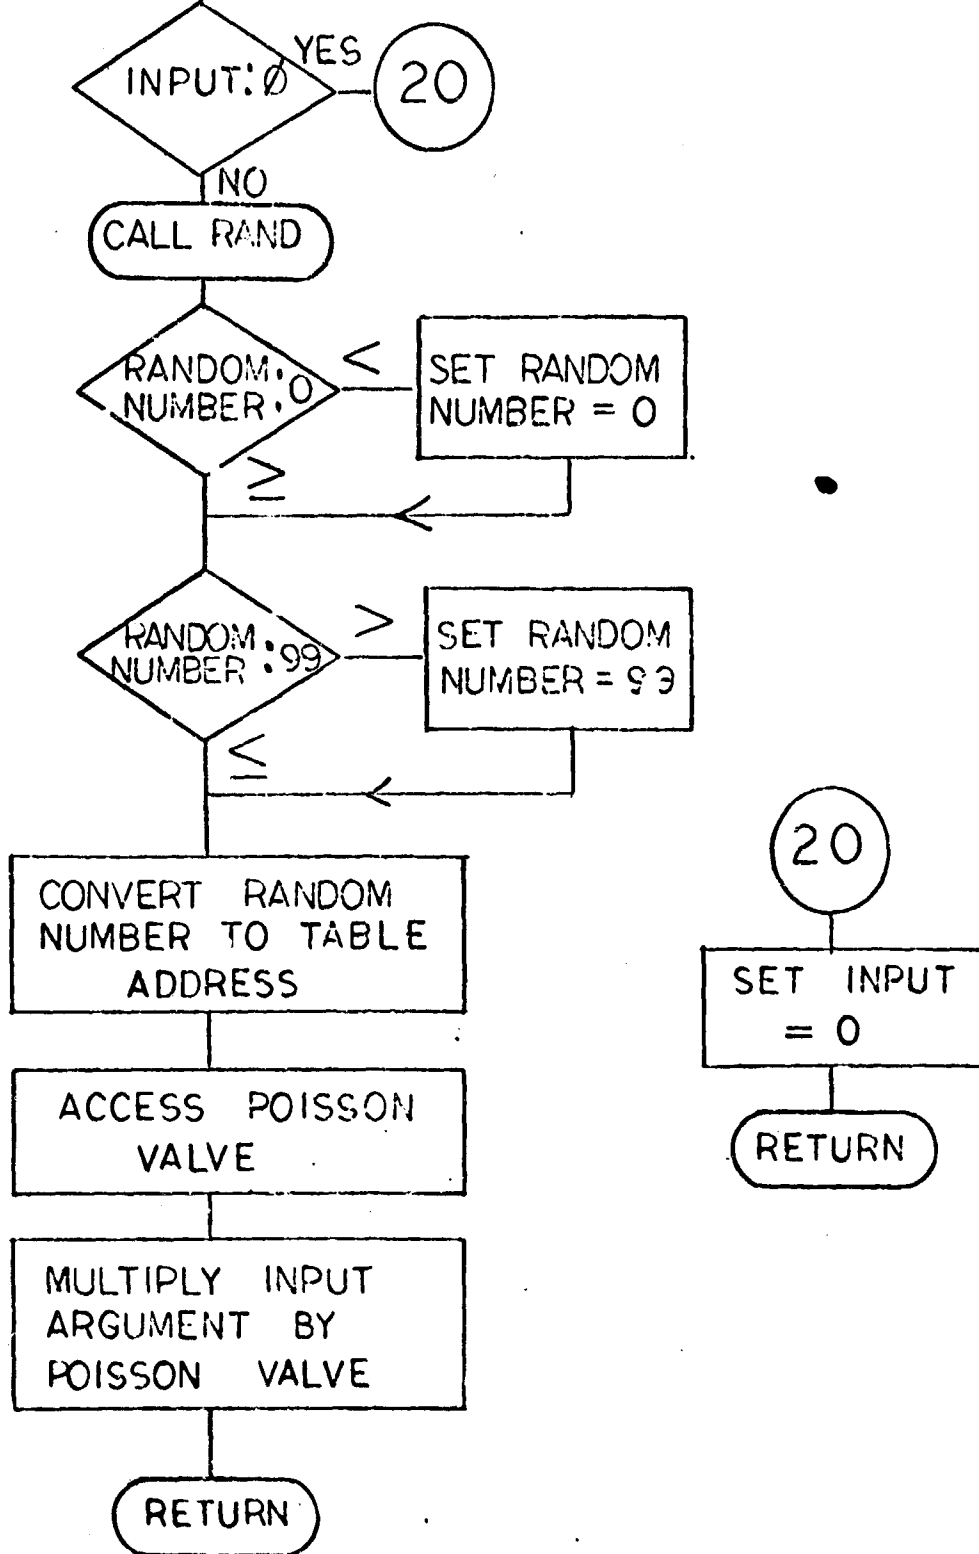 INPUT:Ø
YES
20
NO
CALL RAND
RANDOM
NUMBER:0
<
SET RANDOM
NUMBER = 0
≥
RANDOM
NUMBER:99
>
SET RANDOM
NUMBER = 99
≤
CONVERT RANDOM
NUMBER TO TABLE
ADDRESS
ACCESS POISSON
VALVE
MULTIPLY INPUT
ARGUMENT BY
POISSON VALVE
RETURN
20
SET INPUT
= 0
RETURN